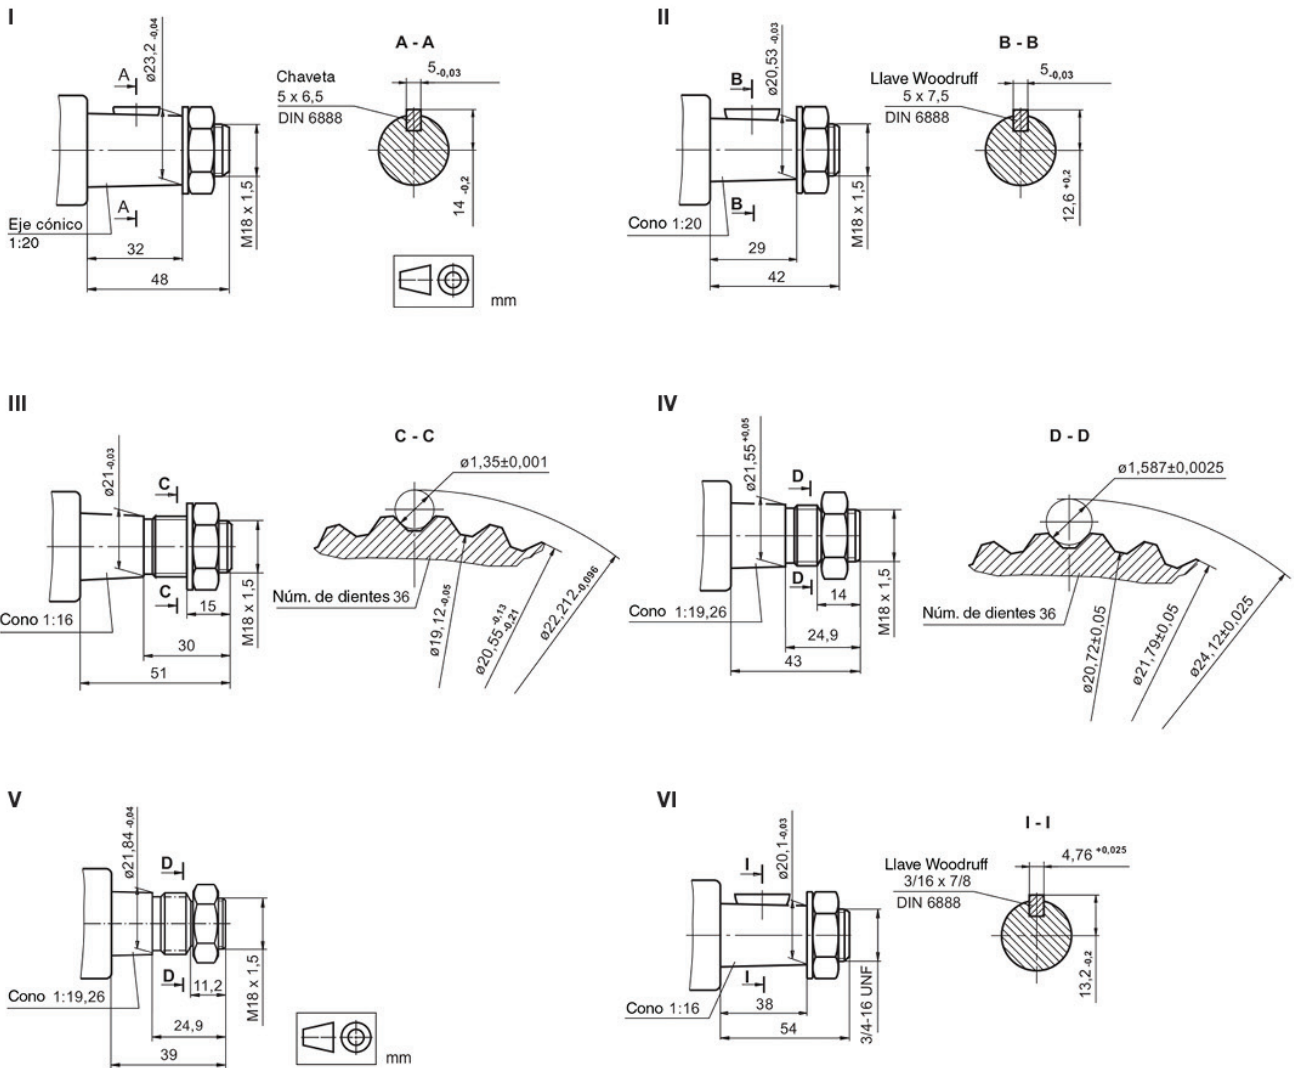 I
A - A
ø23,2 -0,04
A
Chaveta
5 x 6,5
DIN 6888
5 -0,03
14 -0,2
M18 x 1,5
A
Eje cónico
1:20
32
48
mm
II
B - B
ø20,53 -0,03
B
Llave Woodruff
5 x 7,5
DIN 6888
5 -0,03
12,6 +0,2
M18 x 1,5
B
Cono 1:20
29
42
III
C - C
ø21 -0,03
C
ø1,35±0,001
C
Núm. de dientes 36
15
M18 x 1,5
Cono 1:16
30
51
ø19,12 -0,05
ø20,55 -0,13 -0,21
ø22,212 -0,096
IV
D - D
ø21,55 +0,05
D
ø1,587±0,0025
D
Núm. de dientes 36
14
M18 x 1,5
Cono 1:19,26
24,9
43
ø20,72±0,05
ø21,79±0,05
ø24,12±0,025
V
ø21,84 -0,04
D
D
11,2
M18 x 1,5
Cono 1:19,26
24,9
39
mm
VI
I - I
ø20,1 -0,03
I
Llave Woodruff
3/16 x 7/8
DIN 6888
4,76 +0,025
13,2 -0,2
I
Cono 1:16
38
54
3/4-16 UNF